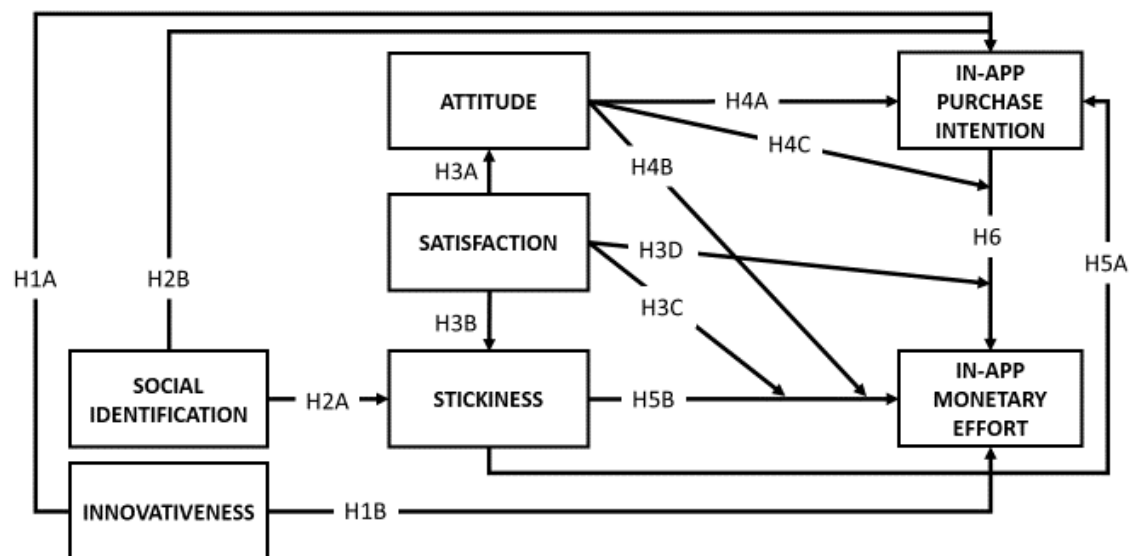 ATTITUDE
H4A
IN-APP
PURCHASE
INTENTION
H4C
H3A
H4B
SATISFACTION
H3D
H6
H1A
H2B
H5A
H3C
H3B
SOCIAL
IDENTIFICATION
H2A
STICKINESS
H5B
IN-APP
MONETARY
EFFORT
INNOVATIVENESS
H1B